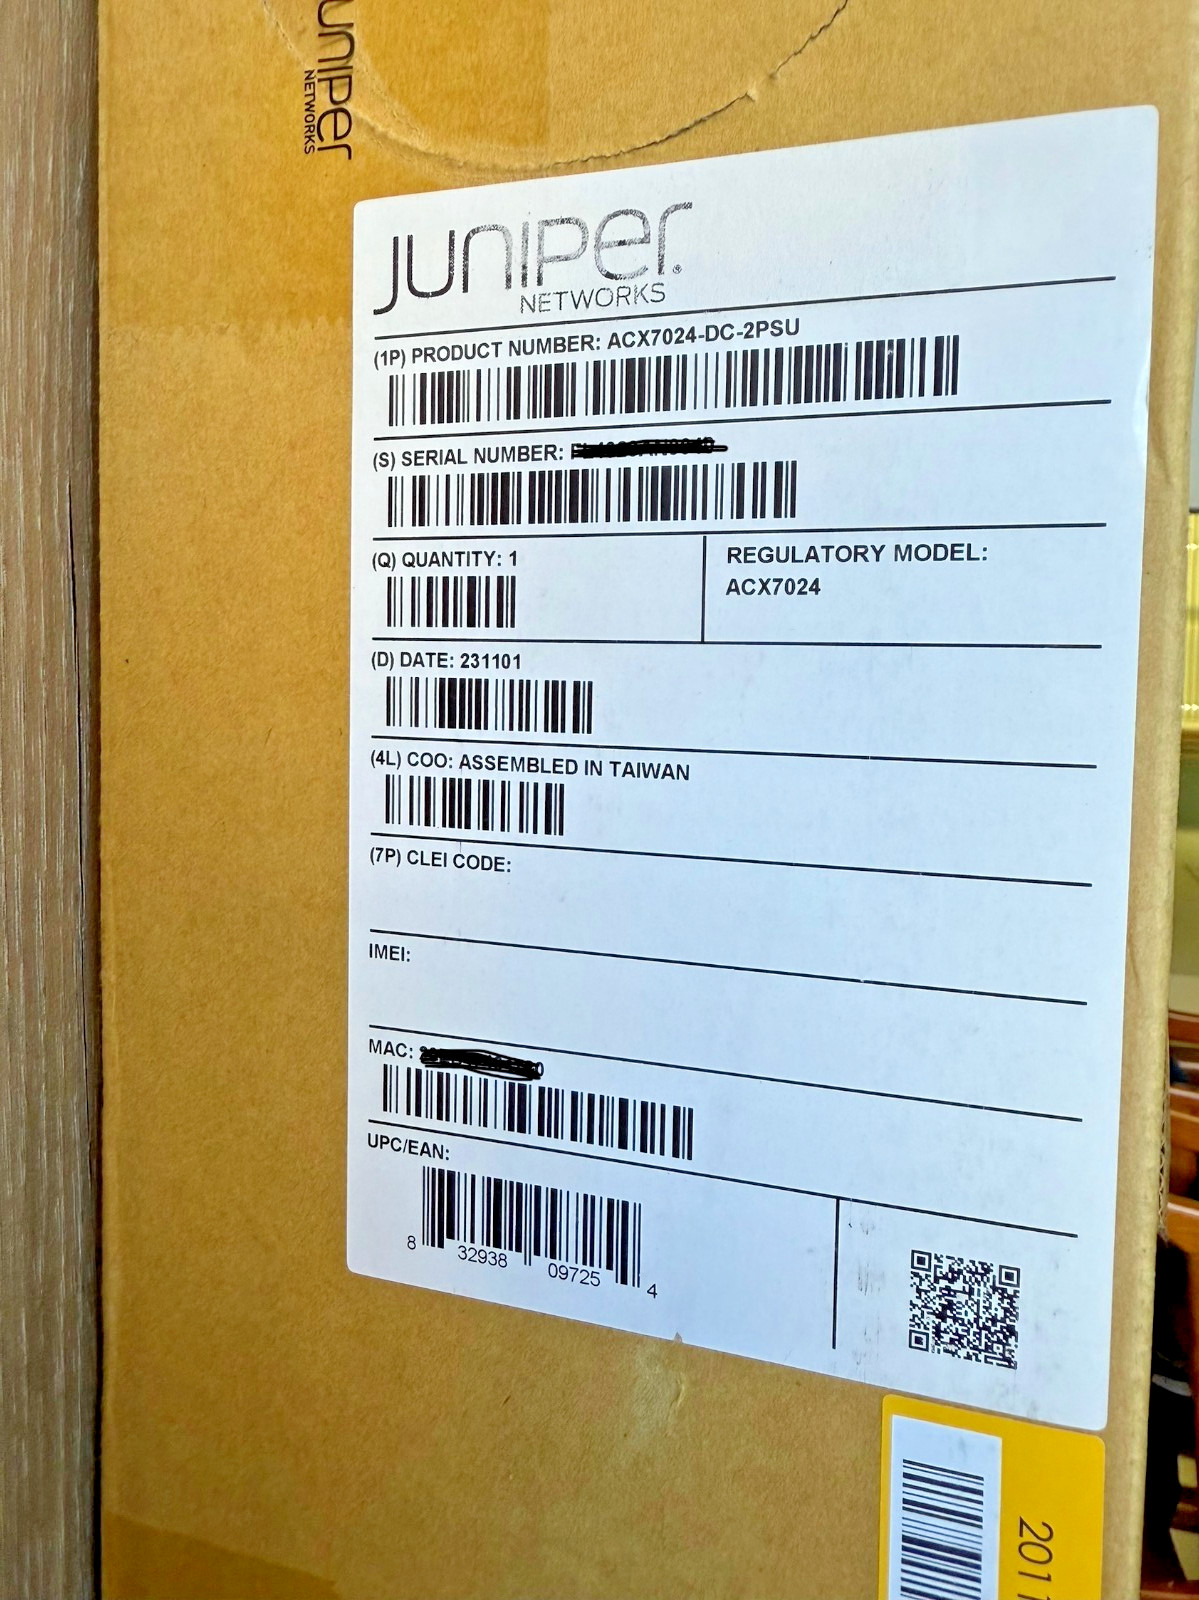 Juniper
NETWORKS
Juniper
NETWORKS
(1P) PRODUCT NUMBER: ACX7024-DC-2PSU
(S) SERIAL NUMBER:
(Q) QUANTITY: 1
REGULATORY MODEL:
ACX7024
(D) DATE: 231101
(4L) COO: ASSEMBLED IN TAIWAN
(7P) CLEI CODE:
IMEI:
MAC:
UPC/EAN:
8 32938 09725 4
2011